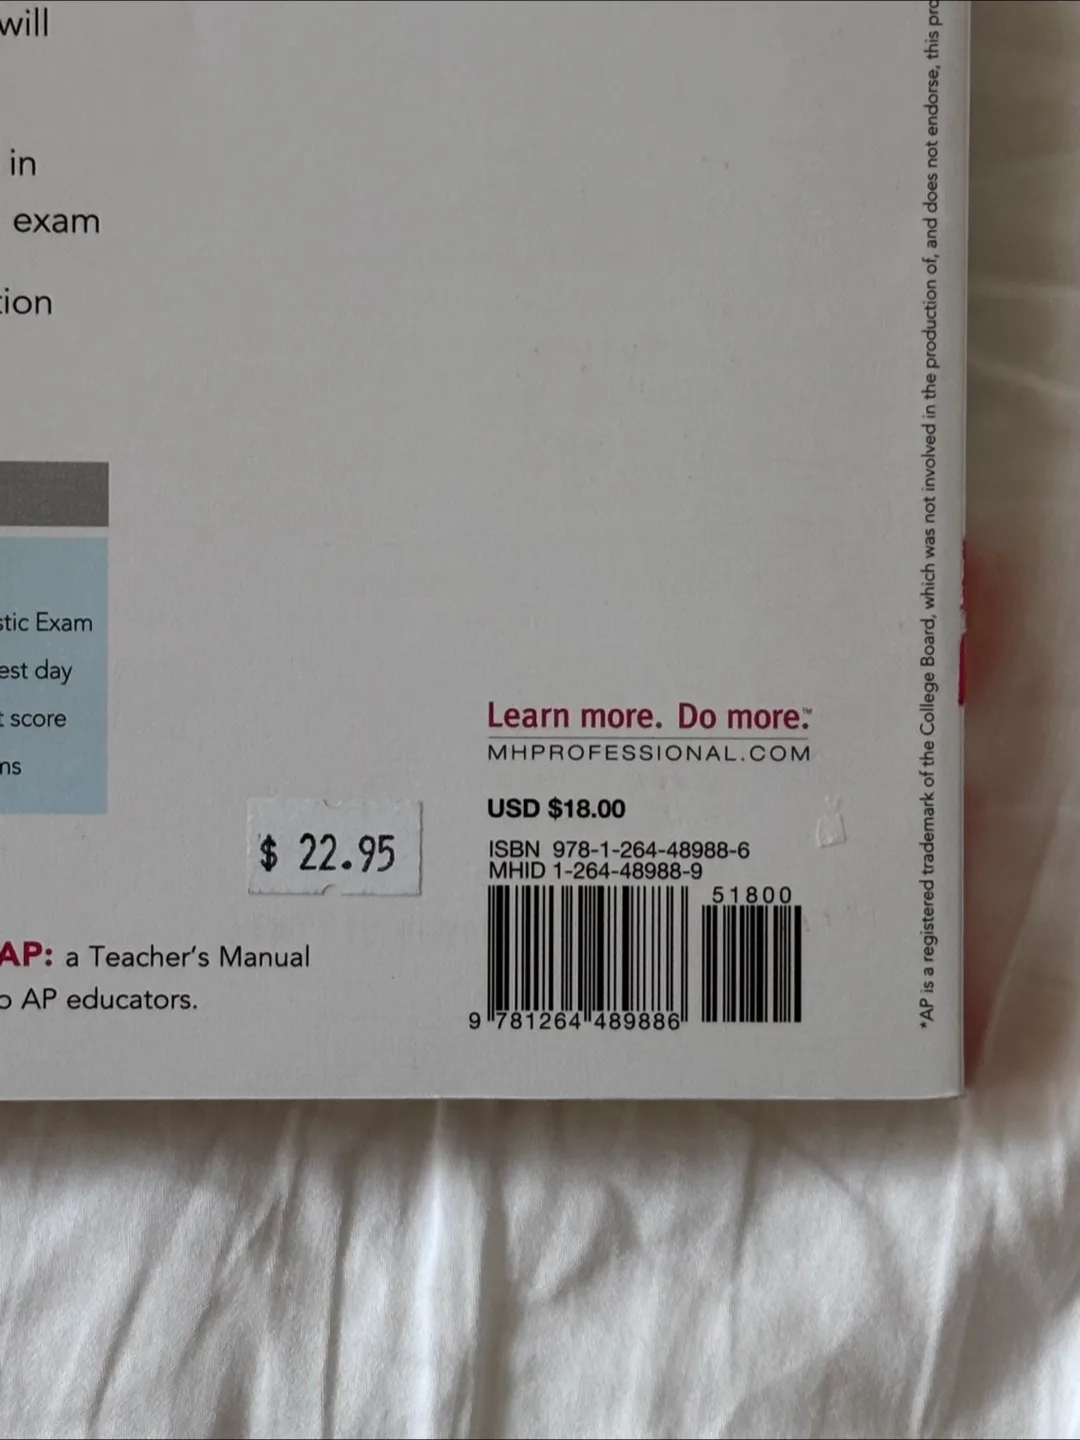 will
in
exam
tion
stic Exam
est day
t score
ns
Learn more. Do more.™
MHPROFESSIONAL.COM
USD $18.00
$ 22.95
ISBN 978-1-264-48988-6
MHID 1-264-48988-9
51800
9 781264 489886
AP: a Teacher's Manual
o AP educators.
*AP is a registered trademark of the College Board, which was not involved in the production of, and does not endorse, this pro